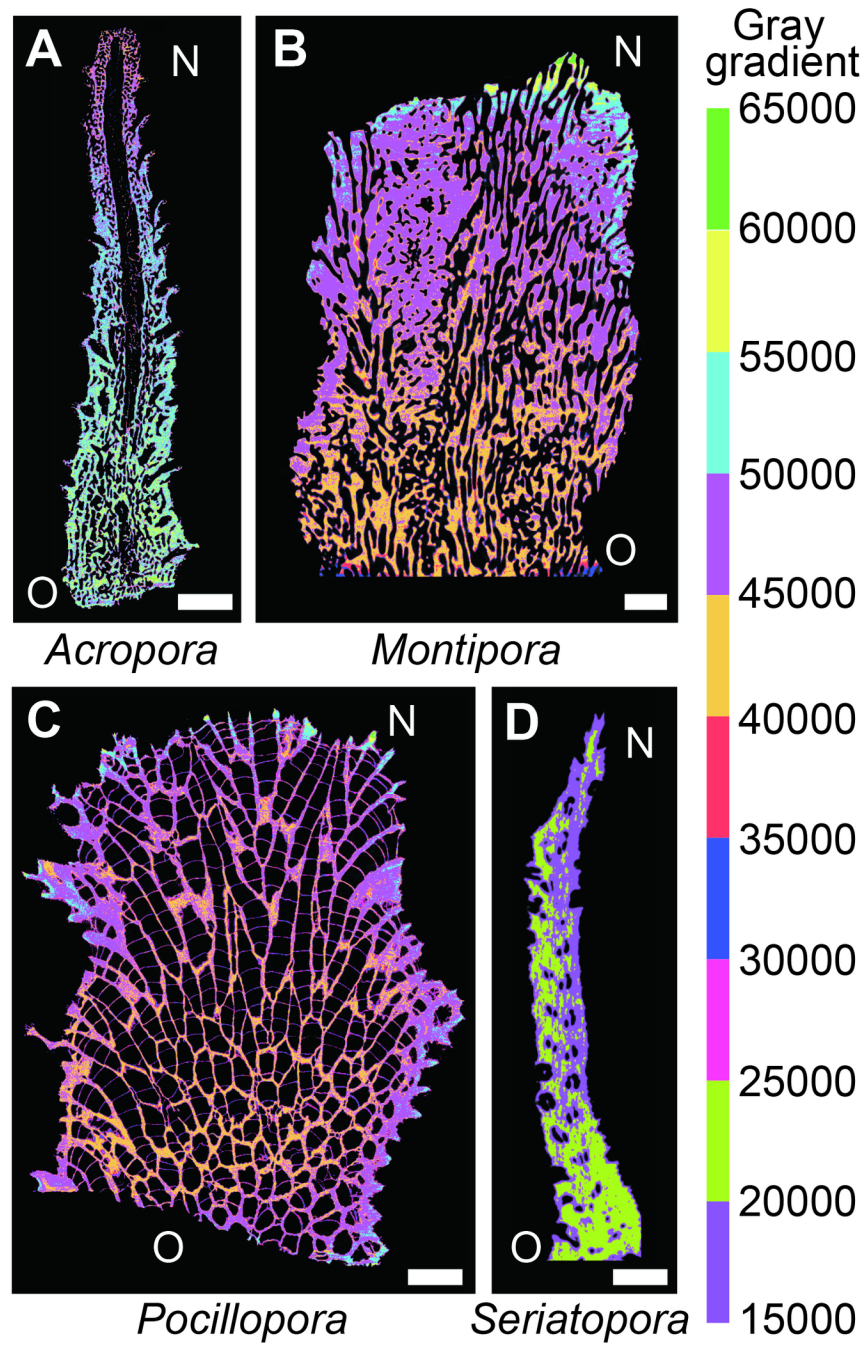 A
N
O
Acropora
B
N
O
Montipora
C
N
O
Pocillopora
D
N
O
Seriatopora
Gray
gradient
65000
60000
55000
50000
45000
40000
35000
30000
25000
20000
15000